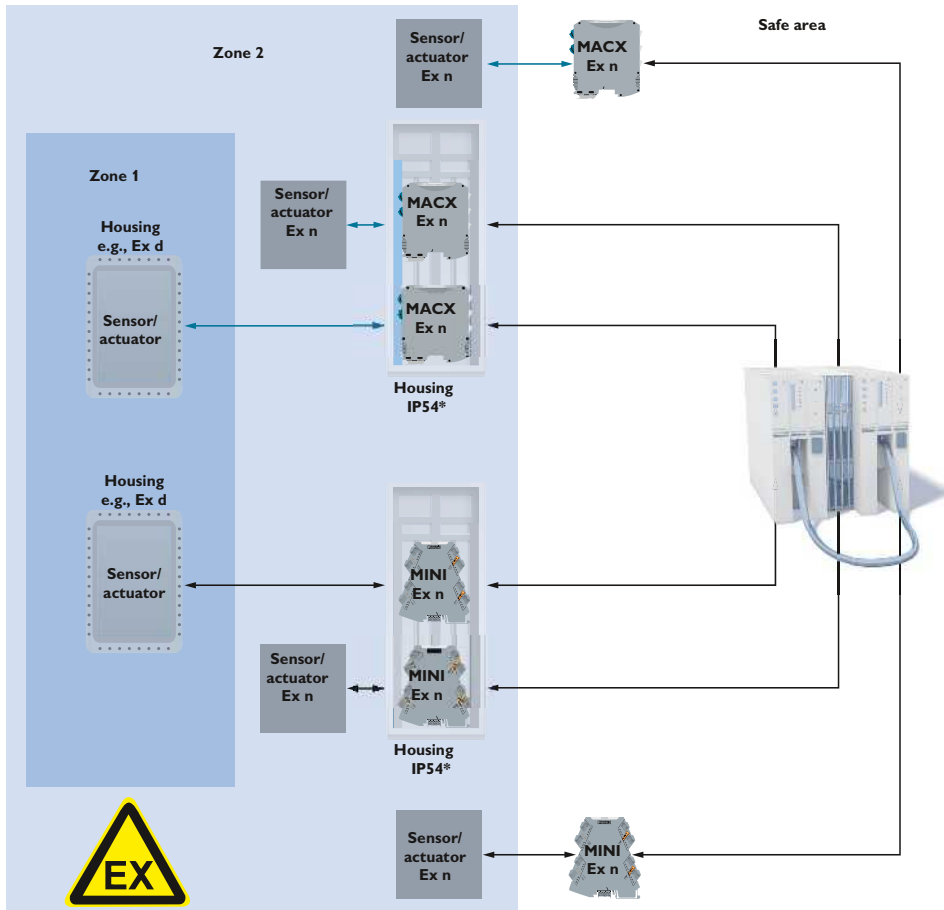 Zone 2
Sensor/
actuator
Ex n
MACX
Ex n
Safe area
Zone 1
Sensor/
actuator
Ex n
MACX
Ex n
Housing
e.g., Ex d
Sensor/
actuator
MACX
Ex n
Housing
IP54*
Housing
e.g., Ex d
Sensor/
actuator
MINI
Ex n
Sensor/
actuator
Ex n
MINI
Ex n
Housing
IP54*
EX
Sensor/
actuator
Ex n
MINI
Ex n